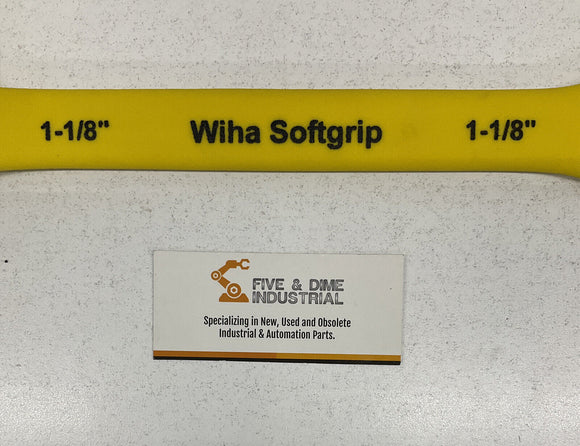 1-1/8" Wiha Softgrip 1-1/8"
FIVE & DIME
INDUSTRIAL
Specializing in New, Used and Obsolete
Industrial & Automation Parts.